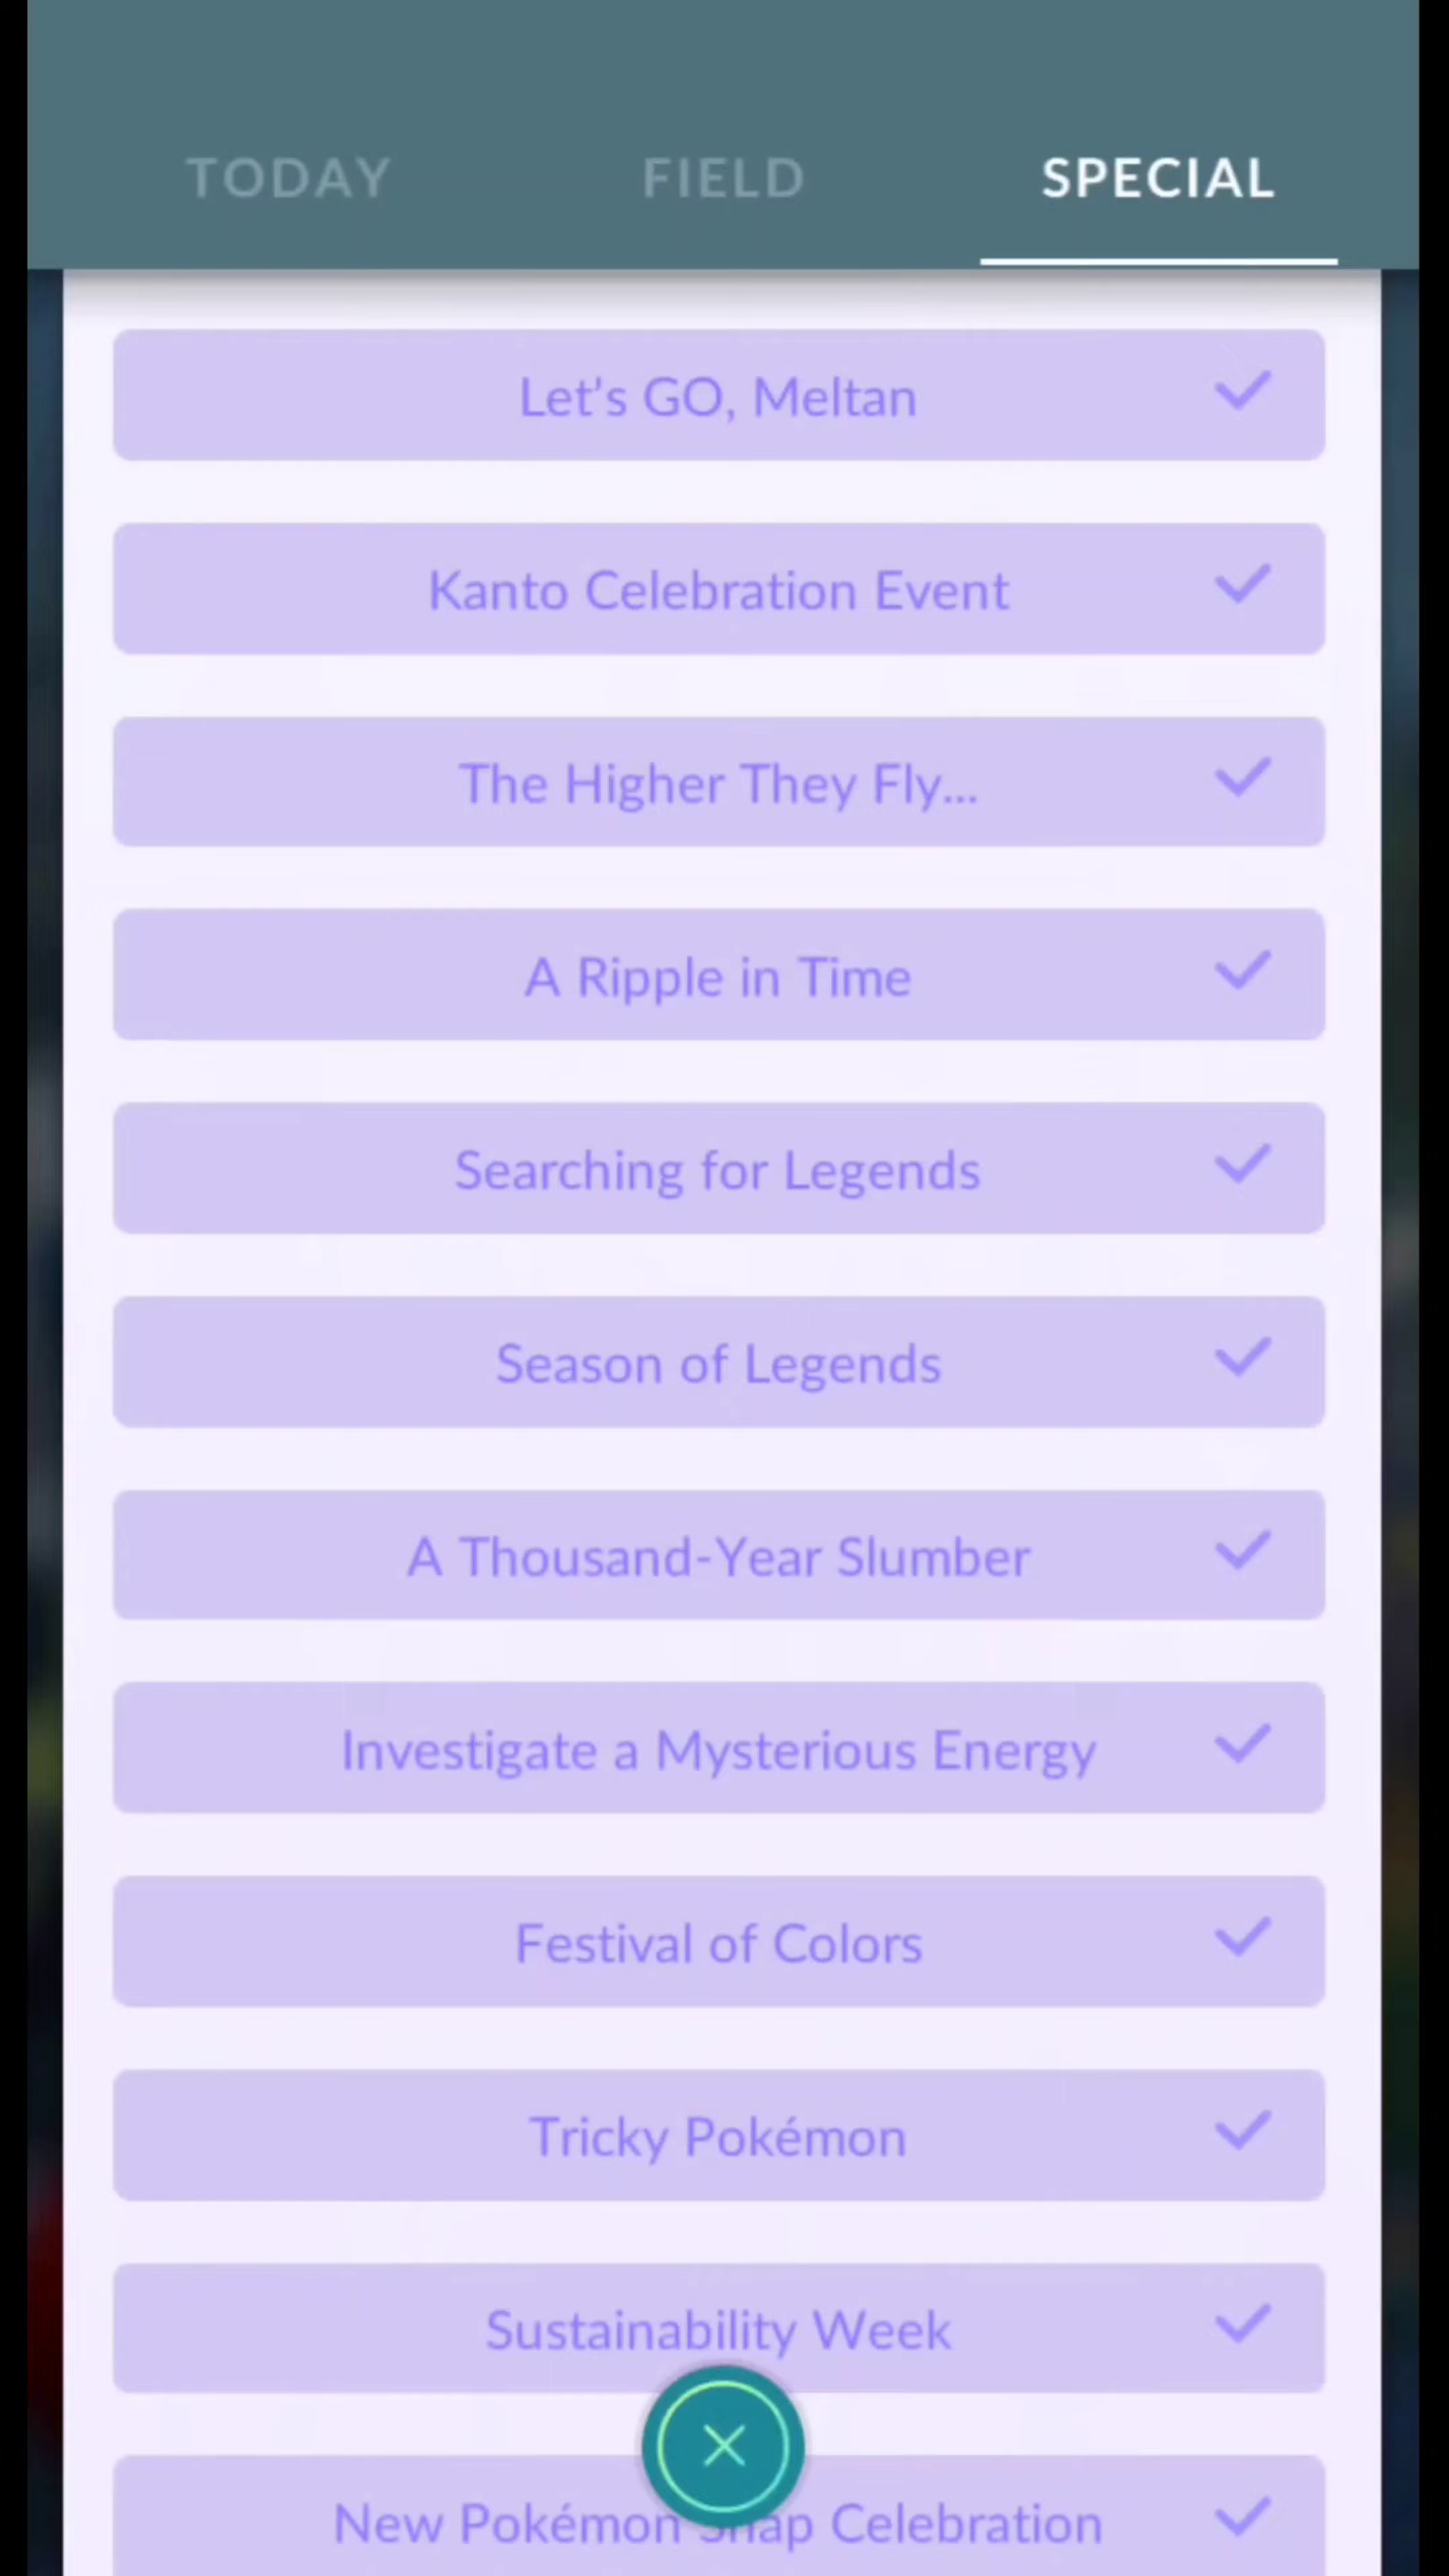 TODAY FIELD SPECIAL
Let's GO, Meltan
Kanto Celebration Event
The Higher They Fly...
A Ripple in Time
Searching for Legends
Season of Legends
A Thousand-Year Slumber
Investigate a Mysterious Energy
Festival of Colors
Tricky Pokémon
Sustainability Week
New Pokémon Snap Celebration